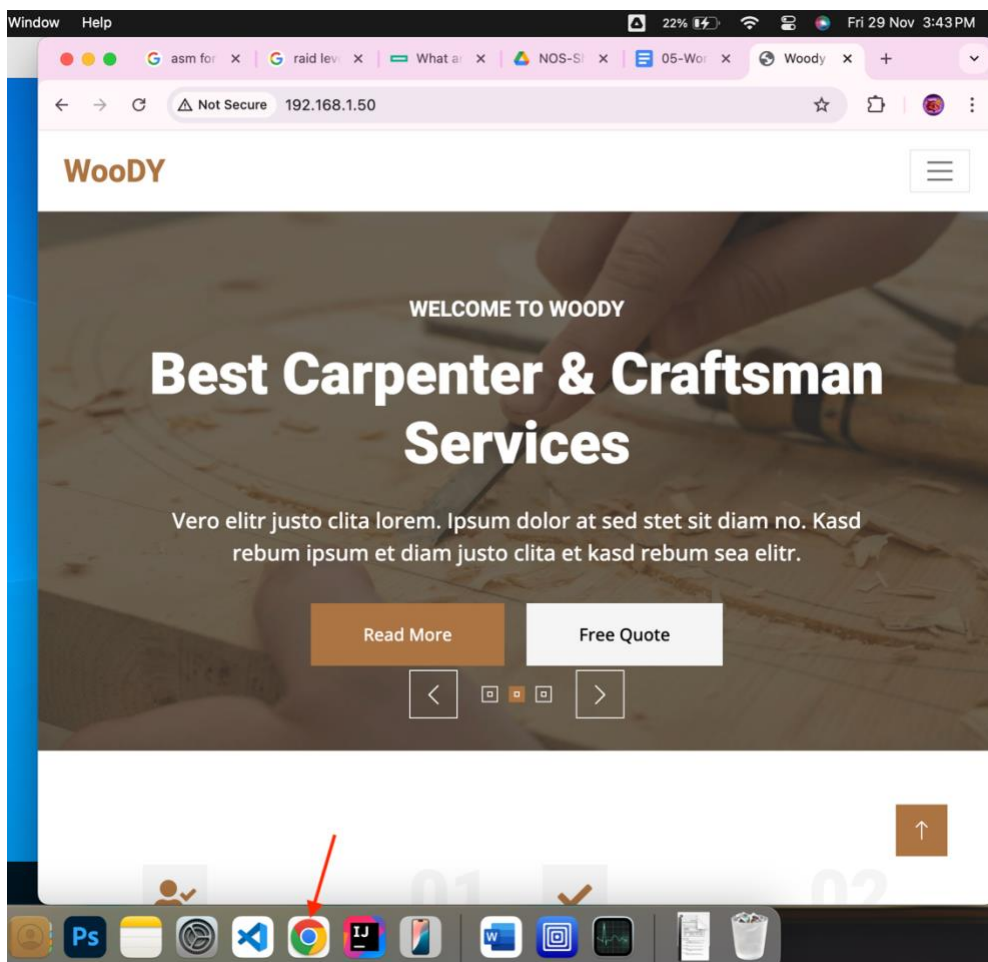 Window Help 22% Fri 29 Nov 3:43 PM
asm for raid lev What a NOS-S 05-Wor Woody
Not Secure 192.168.1.50
WooDY
WELCOME TO WOODY
Best Carpenter & Craftsman
Services
Vero elitr justo clita lorem. Ipsum dolor at sed stet sit diam no. Kasd
rebum ipsum et diam justo clita et kasd rebum sea elitr.
Read More Free Quote
01 02
Ps IJ W